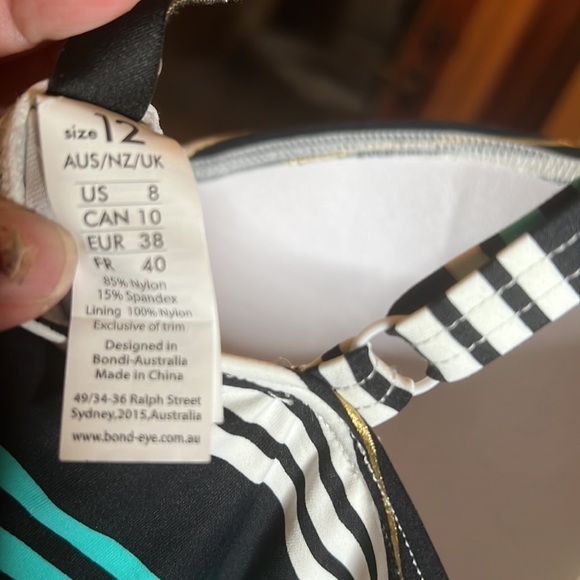 size 12
AUS/NZ/UK
US 8
CAN 10
EUR 38
FR 40
85% Nylon
15% Spandex
Lining 100% Nylon
Exclusive of trim
Designed in
Bondi-Australia
Made in China
49/34-36 Ralph Street
Sydney,2015,Australia
www.bond-eye.com.au